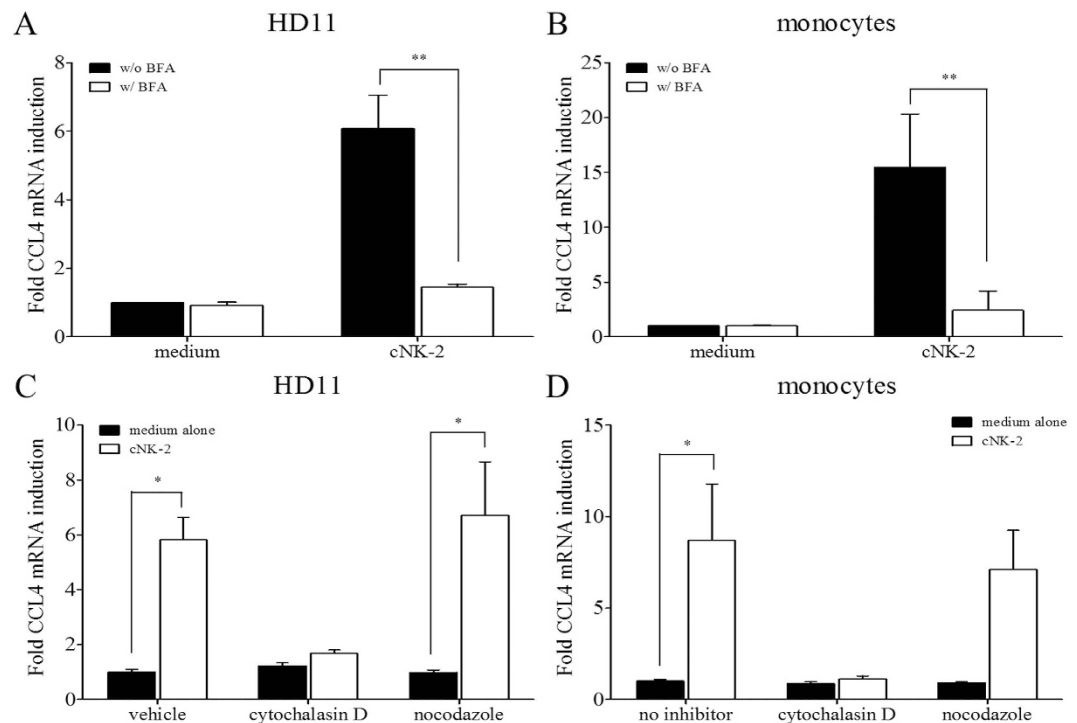 A
HD11
w/o BFA
w/ BFA
**
Fold CCL4 mRNA induction
8
6
4
2
0
medium
cNK-2
B
monocytes
w/o BFA
w/ BFA
**
Fold CCL4 mRNA induction
25
20
15
10
5
0
medium
cNK-2
C
HD11
medium alone
cNK-2
*
*
Fold CCL4 mRNA induction
10
8
6
4
2
0
vehicle
cytochalasin D
nocodazole
D
monocytes
medium alone
cNK-2
*
Fold CCL4 mRNA induction
15
10
5
0
no inhibitor
cytochalasin D
nocodazole